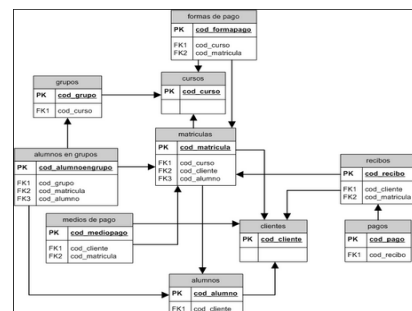 formas de pago
PK cod_formapago
FK1 cod_curso
FK2 cod_matricula
grupos
PK cod_grupo
FK1 cod_curso
cursos
PK cod_curso
alumnos en grupos
PK cod_alumnoengrupo
FK1 cod_grupo
FK2 cod_matricula
FK3 cod_alumno
matriculas
PK cod_matricula
FK1 cod_curso
FK2 cod_cliente
FK3 cod_alumno
recibos
PK cod_recibo
FK1 cod_cliente
FK2 cod_matricula
medios de pago
PK cod_mediopago
FK1 cod_cliente
FK2 cod_matricula
clientes
PK cod_cliente
pagos
PK cod_pago
FK1 cod_recibo
alumnos
PK cod_alumno
FK1 cod_cliente